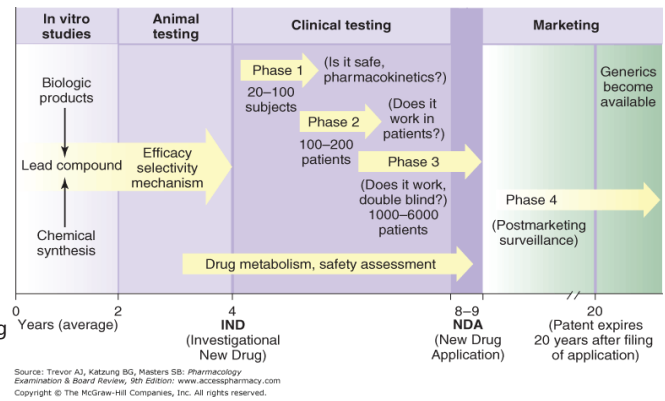 In vitro
studies
Animal
testing
Clinical testing
Marketing
Biologic
products
Lead compound
Chemical
synthesis
Efficacy
selectivity
mechanism
Phase 1
(Is it safe,
pharmacokinetics?)
20–100
subjects
Phase 2
(Does it
work in
patients?)
100–200
patients
Phase 3
(Does it work,
double blind?)
1000–6000
patients
Drug metabolism, safety assessment
Generics
become
available
Phase 4
(Postmarketing
surveillance)
0
2
4
8–9
20
Years (average)
IND
(Investigational
New Drug)
NDA
(New Drug
Application)
(Patent expires
20 years after filing
of application)
g
Source: Trevor AJ, Katzung BG, Masters SB: Pharmacology
Examination & Board Review, 9th Edition: www.accesspharmacy.com
Copyright © The McGraw-Hill Companies, Inc. All rights reserved.